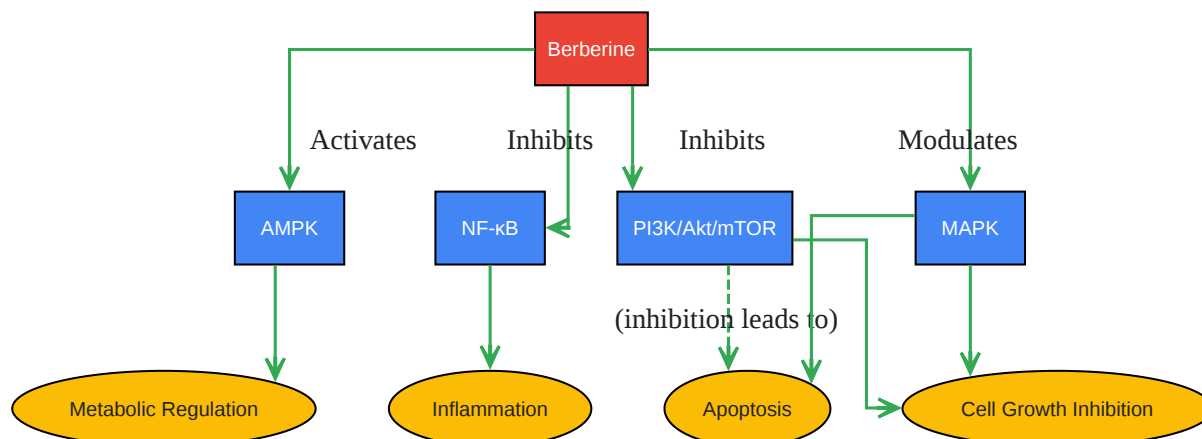 Berberine
Activates
Inhibits
Inhibits
Modulates
AMPK
NF-κB
PI3K/Akt/mTOR
MAPK
(inhibition leads to)
Metabolic Regulation
Inflammation
Apoptosis
Cell Growth Inhibition